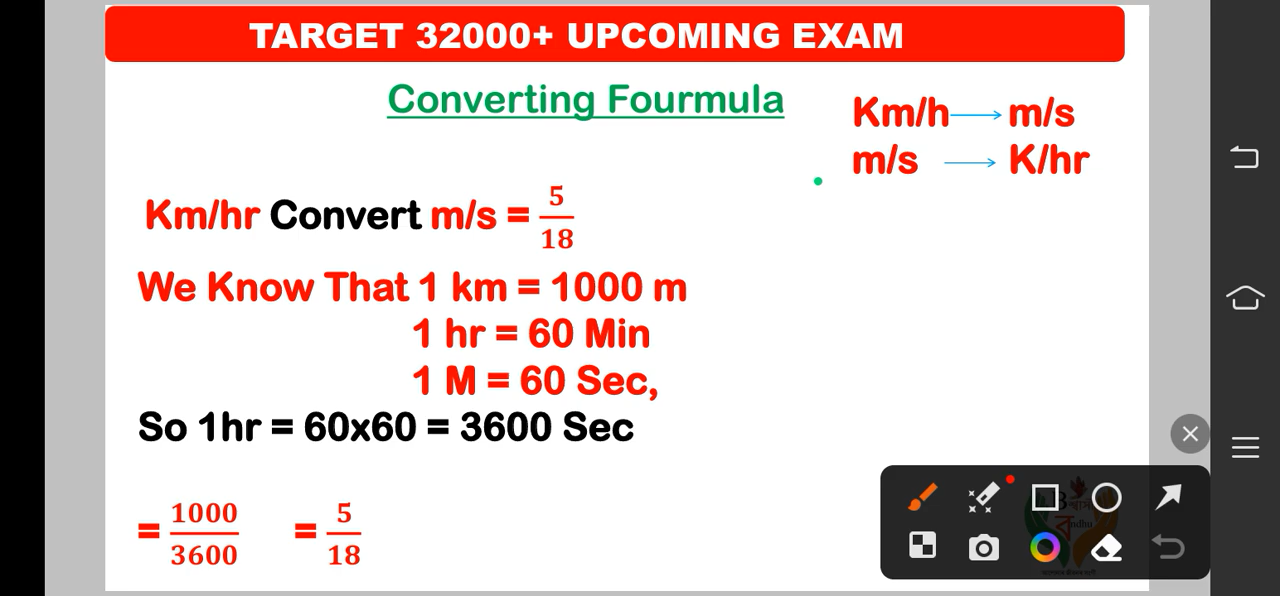 TARGET 32000+ UPCOMING EXAM
Converting Fourmula
Km/h → m/s
m/s → K/hr
Km/hr Convert m/s = 5/18
We Know That 1 km = 1000 m
1 hr = 60 Min
1 M = 60 Sec,
So 1hr = 60x60 = 3600 Sec
= 1000/3600 = 5/18